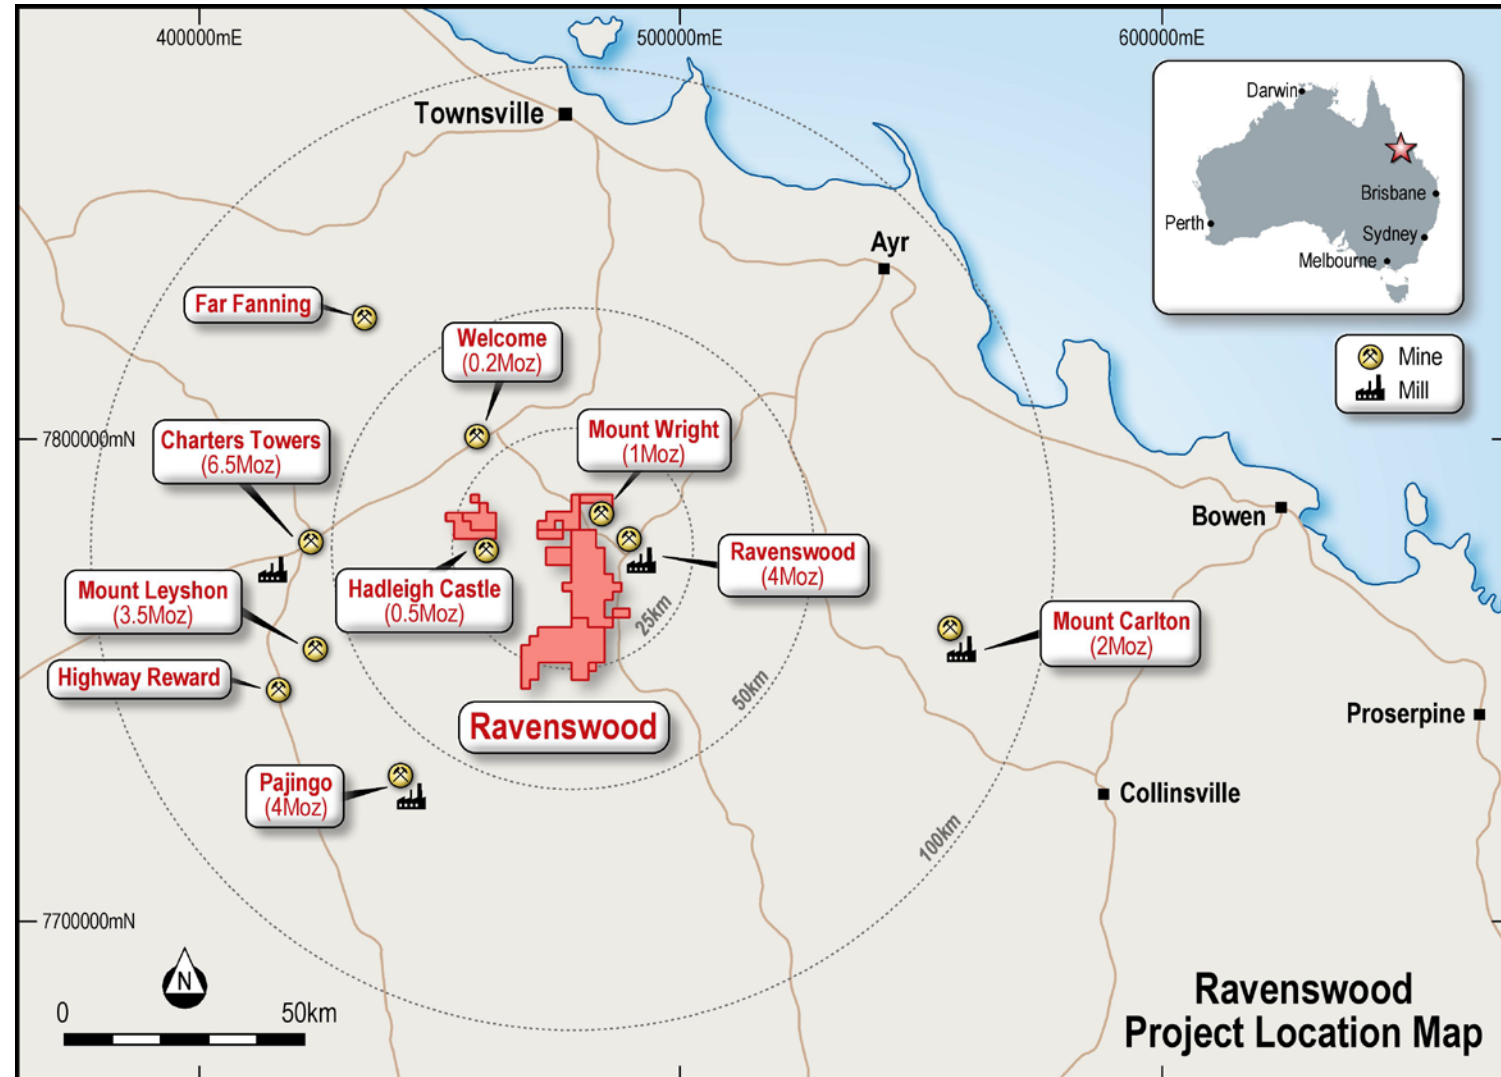 400000mE
500000mE
600000mE
Townsville
Darwin
Brisbane
Perth
Sydney
Melbourne
Ayr
Far Fanning
Welcome
(0.2Moz)
Mine
Mill
7800000mN
Charters Towers
(6.5Moz)
Mount Wright
(1Moz)
Bowen
Ravenswood
(4Moz)
Mount Leyshon
(3.5Moz)
Hadleigh Castle
(0.5Moz)
25km
Mount Carlton
(2Moz)
Highway Reward
50km
Ravenswood
Proserpine
Pajingo
(4Moz)
Collinsville
100km
7700000mN
N
0 50km
Ravenswood
Project Location Map